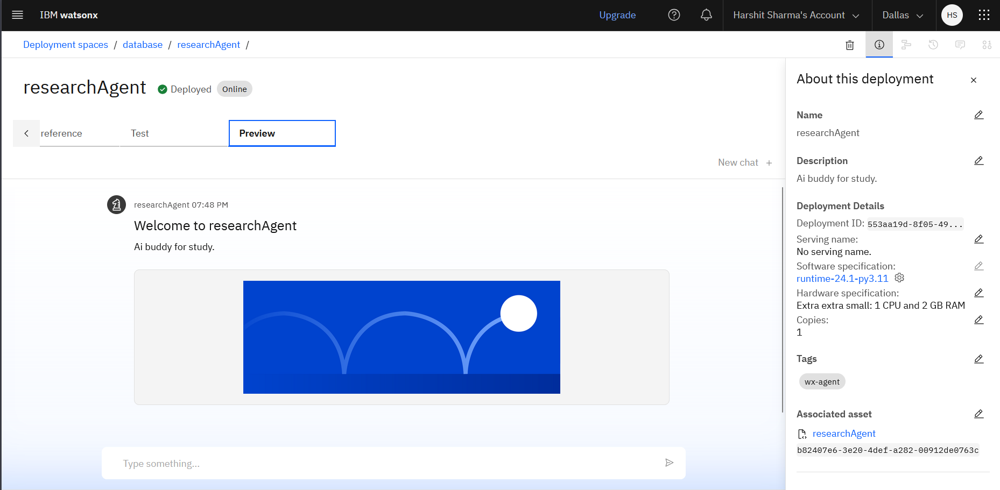 IBM watsonx
Upgrade
Harshit Sharma's Account
Dallas
HS
Deployment spaces / database / researchAgent /
researchAgent
Deployed
Online
reference
Test
Preview
New chat +
researchAgent 07:48 PM
Welcome to researchAgent
Ai buddy for study.
Type something...
About this deployment
Name
researchAgent
Description
Ai buddy for study.
Deployment Details
Deployment ID: 553aa19d-8f05-49...
Serving name:
No serving name.
Software specification:
runtime-24.1-py3.11
Hardware specification:
Extra extra small: 1 CPU and 2 GB RAM
Copies:
1
Tags
wx-agent
Associated asset
researchAgent
b82407e6-3e20-4def-a282-00912de0763c